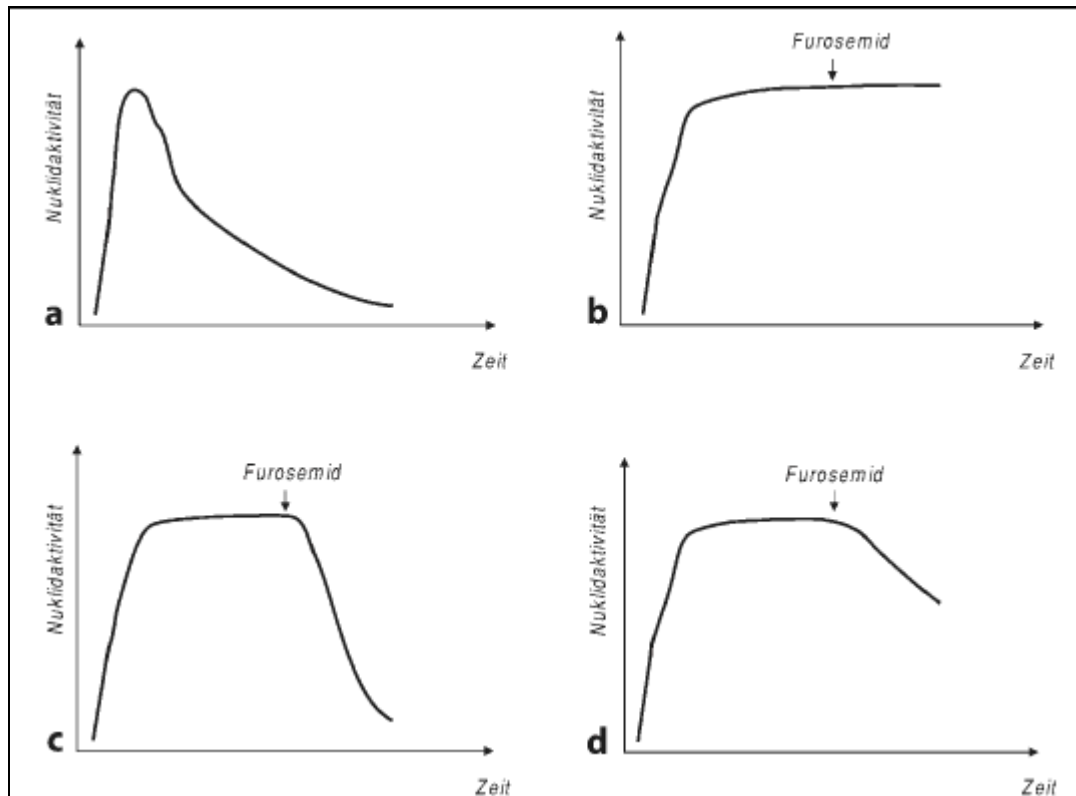 Nuklidaktivität
a
Zeit
Furosemid
Nuklidaktivität
b
Zeit
Furosemid
Nuklidaktivität
c
Zeit
Furosemid
Nuklidaktivität
d
Zeit